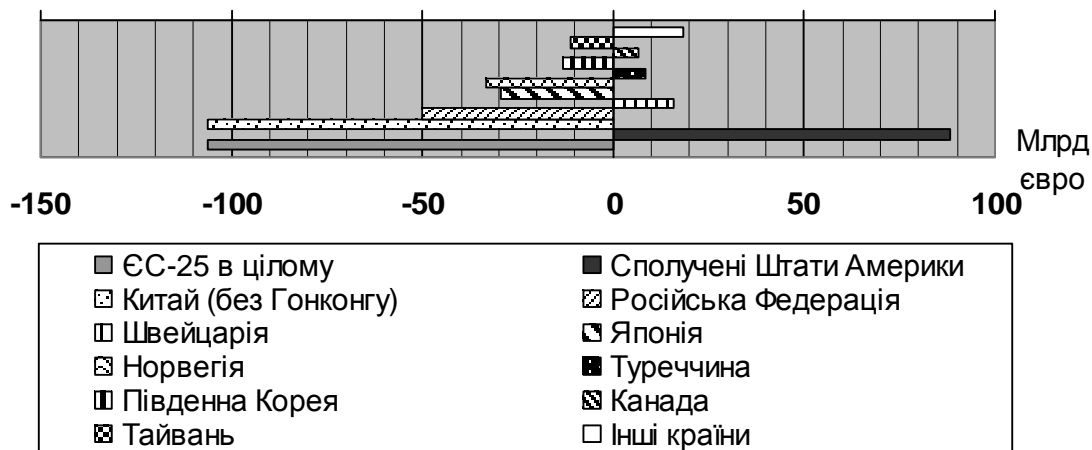 Млрд
євро
-150 -100 -50 0 50 100
ЄС-25 в цілому Сполучені Штати Америки
Китай (без Гонконгу) Російська Федерація
Швейцарія Японія
Норвегія Туреччина
Південна Корея Канада
Тайвань Інші країни